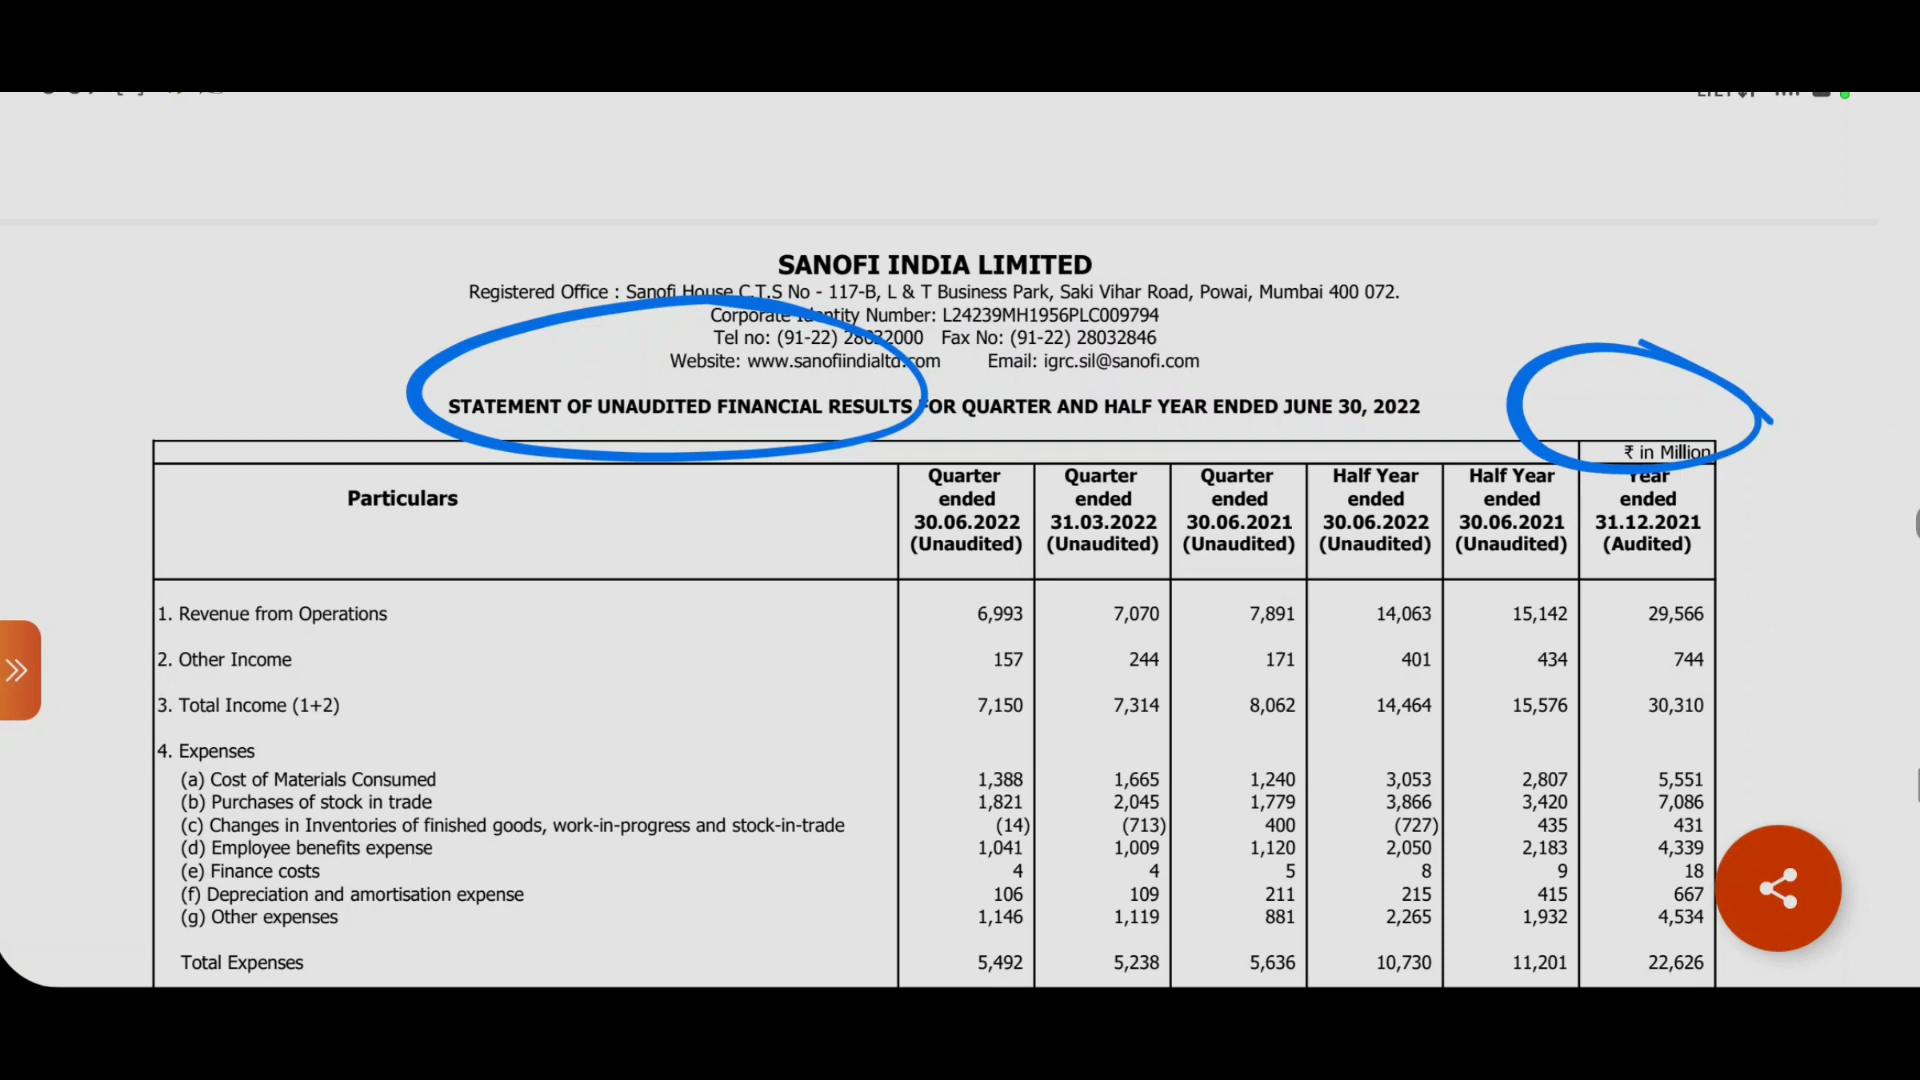 SANOFI INDIA LIMITED
Registered Office : Sanofi House C.T.S No - 117-B, L & T Business Park, Saki Vihar Road, Powai, Mumbai 400 072.
Corporate Identity Number: L24239MH1956PLC009794
Tel no: (91-22) 28032000 Fax No: (91-22) 28032846
Website: www.sanofiindialtd.com Email: igrc.sil@sanofi.com
STATEMENT OF UNAUDITED FINANCIAL RESULTS FOR QUARTER AND HALF YEAR ENDED JUNE 30, 2022
₹ in Million
Particulars
Quarter ended 30.06.2022 (Unaudited)
Quarter ended 31.03.2022 (Unaudited)
Quarter ended 30.06.2021 (Unaudited)
Half Year ended 30.06.2022 (Unaudited)
Half Year ended 30.06.2021 (Unaudited)
Year ended 31.12.2021 (Audited)
1. Revenue from Operations 6,993 7,070 7,891 14,063 15,142 29,566
2. Other Income 157 244 171 401 434 744
3. Total Income (1+2) 7,150 7,314 8,062 14,464 15,576 30,310
4. Expenses
(a) Cost of Materials Consumed 1,388 1,665 1,240 3,053 2,807 5,551
(b) Purchases of stock in trade 1,821 2,045 1,779 3,866 3,420 7,086
(c) Changes in Inventories of finished goods, work-in-progress and stock-in-trade (14) (713) 400 (727) 435 431
(d) Employee benefits expense 1,041 1,009 1,120 2,050 2,183 4,339
(e) Finance costs 4 4 5 8 9 18
(f) Depreciation and amortisation expense 106 109 211 215 415 667
(g) Other expenses 1,146 1,119 881 2,265 1,932 4,534
Total Expenses 5,492 5,238 5,636 10,730 11,201 22,626